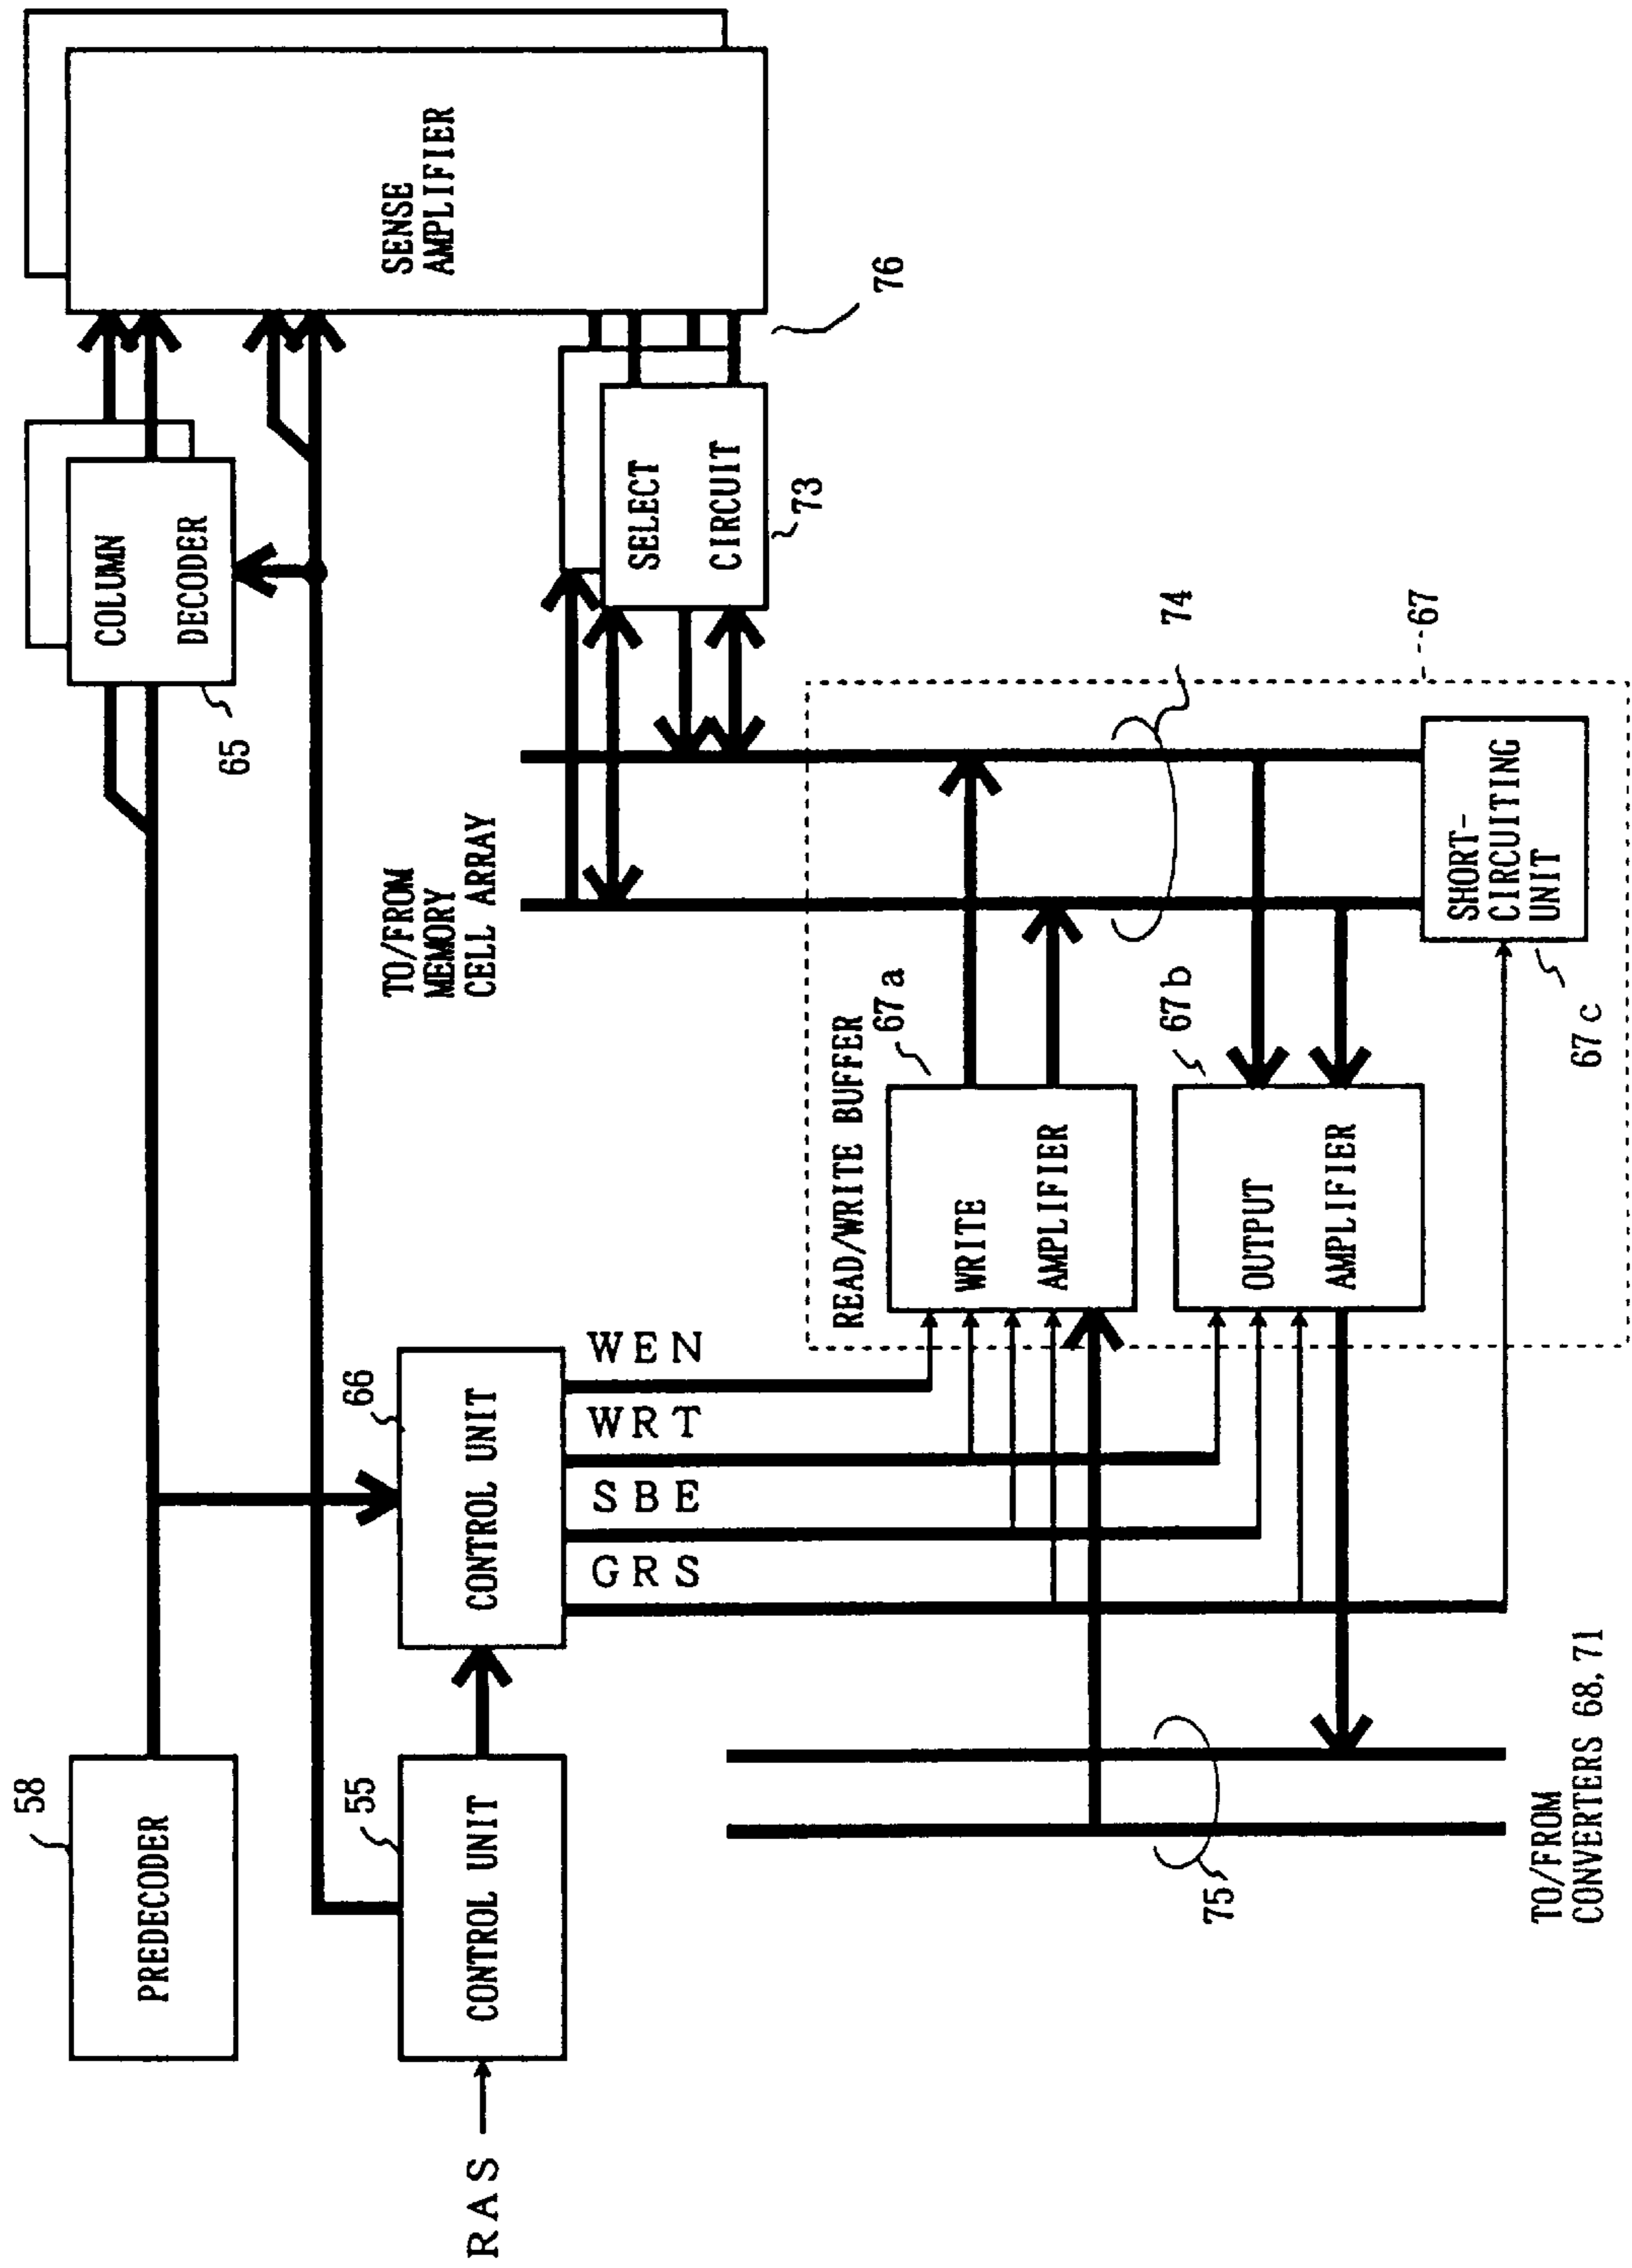 58
PREDECODER
COLUMN
DECODER
65
SENSE
AMPLIFIER
RAS
55
CONTROL UNIT
66
CONTROL UNIT
WEN
WRT
SBE
GRS
TO/FROM
MEMORY
CELL ARRAY
SELECT
CIRCUIT
73
76
READ/WRITE BUFFER
67a
WRITE
AMPLIFIER
67b
OUTPUT
AMPLIFIER
74
67
SHORT-
CIRCUITING
UNIT
67c
75
TO/FROM
CONVERTERS 68, 71